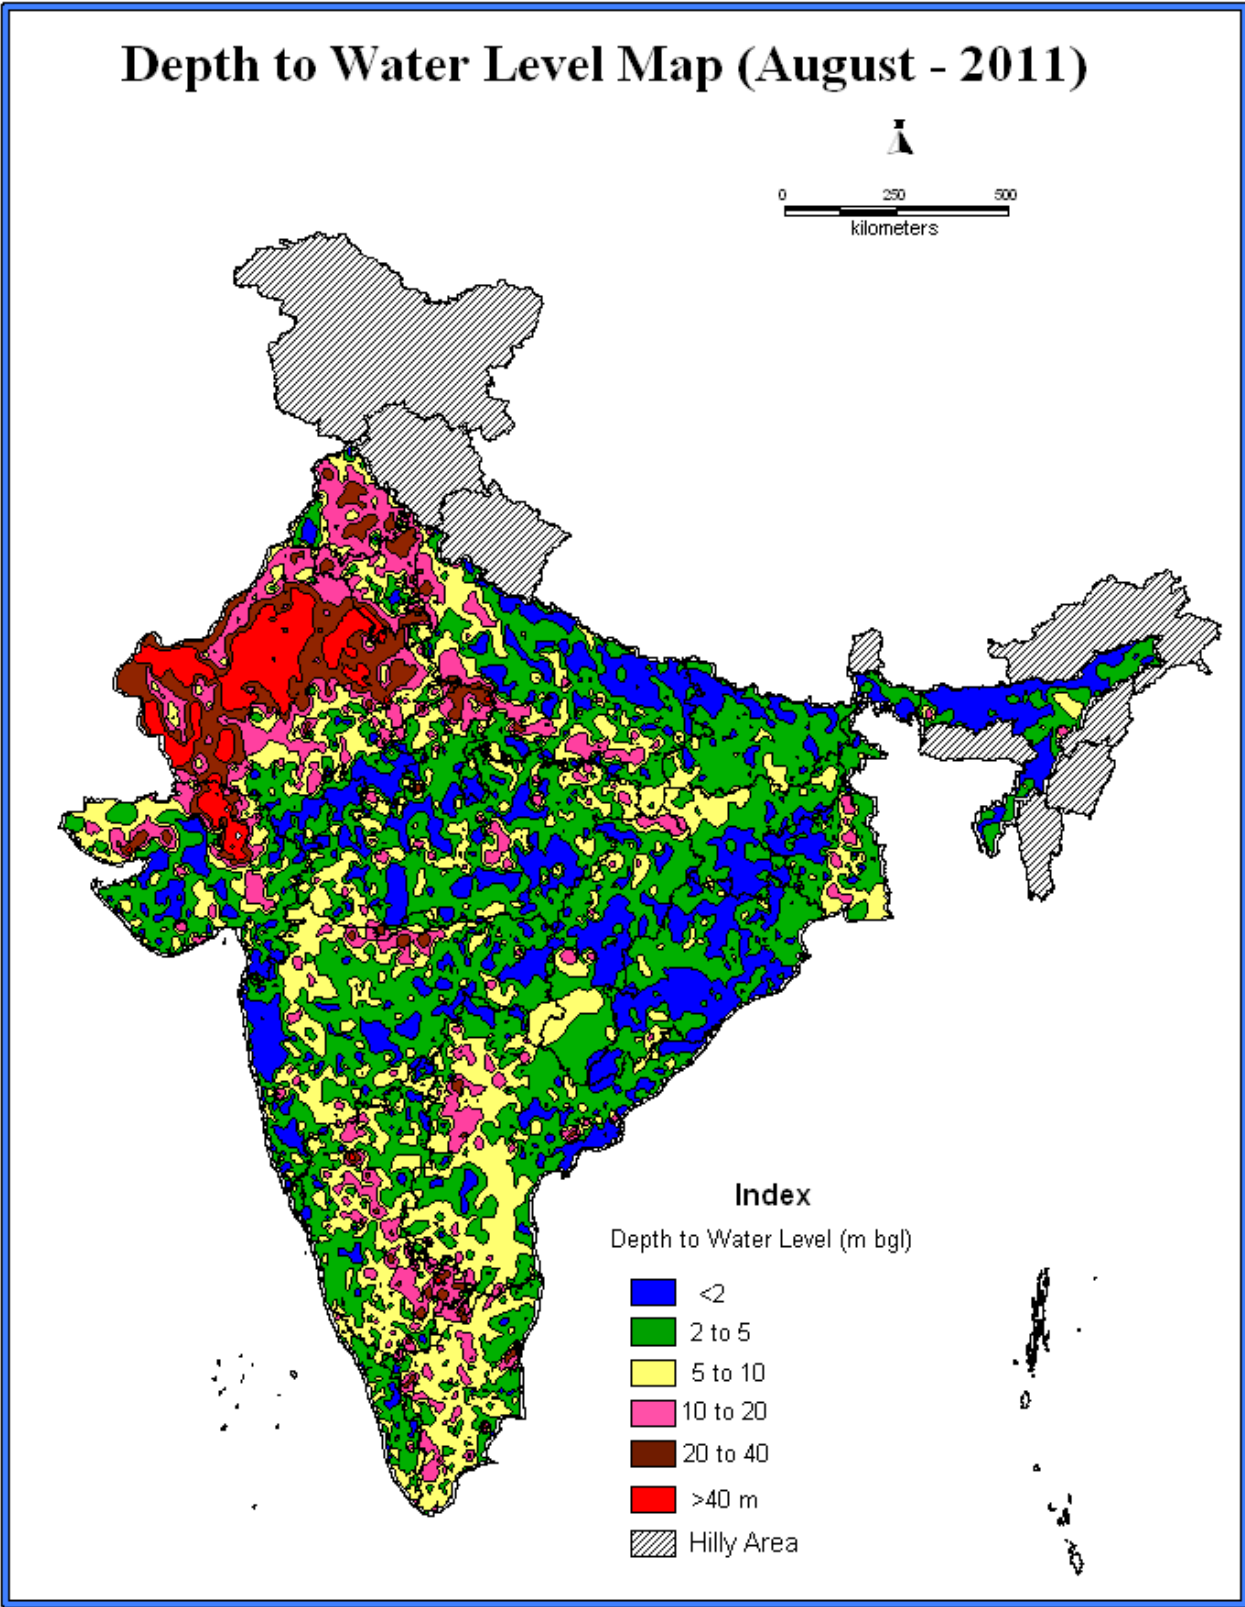 Depth to Water Level Map (August - 2011)
0 250 500
kilometers
Index
Depth to Water Level (m bgl)
<2
2 to 5
5 to 10
10 to 20
20 to 40
>40 m
Hilly Area